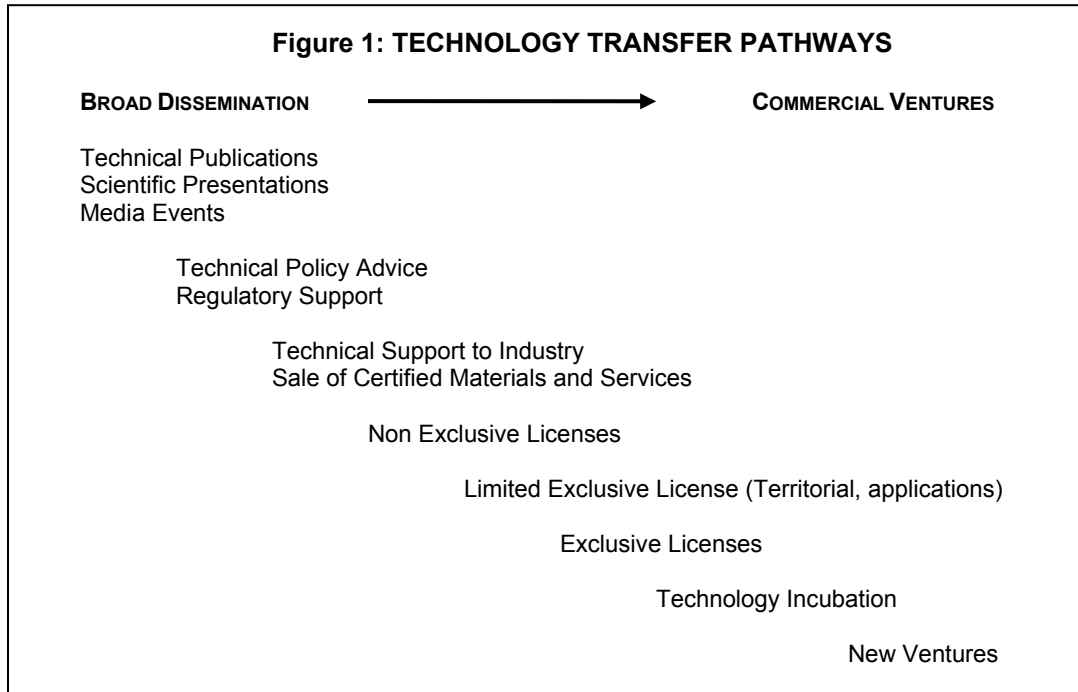 Figure 1: TECHNOLOGY TRANSFER PATHWAYS
BROAD DISSEMINATION COMMERCIAL VENTURES
Technical Publications
Scientific Presentations
Media Events
Technical Policy Advice
Regulatory Support
Technical Support to Industry
Sale of Certified Materials and Services
Non Exclusive Licenses
Limited Exclusive License (Territorial, applications)
Exclusive Licenses
Technology Incubation
New Ventures